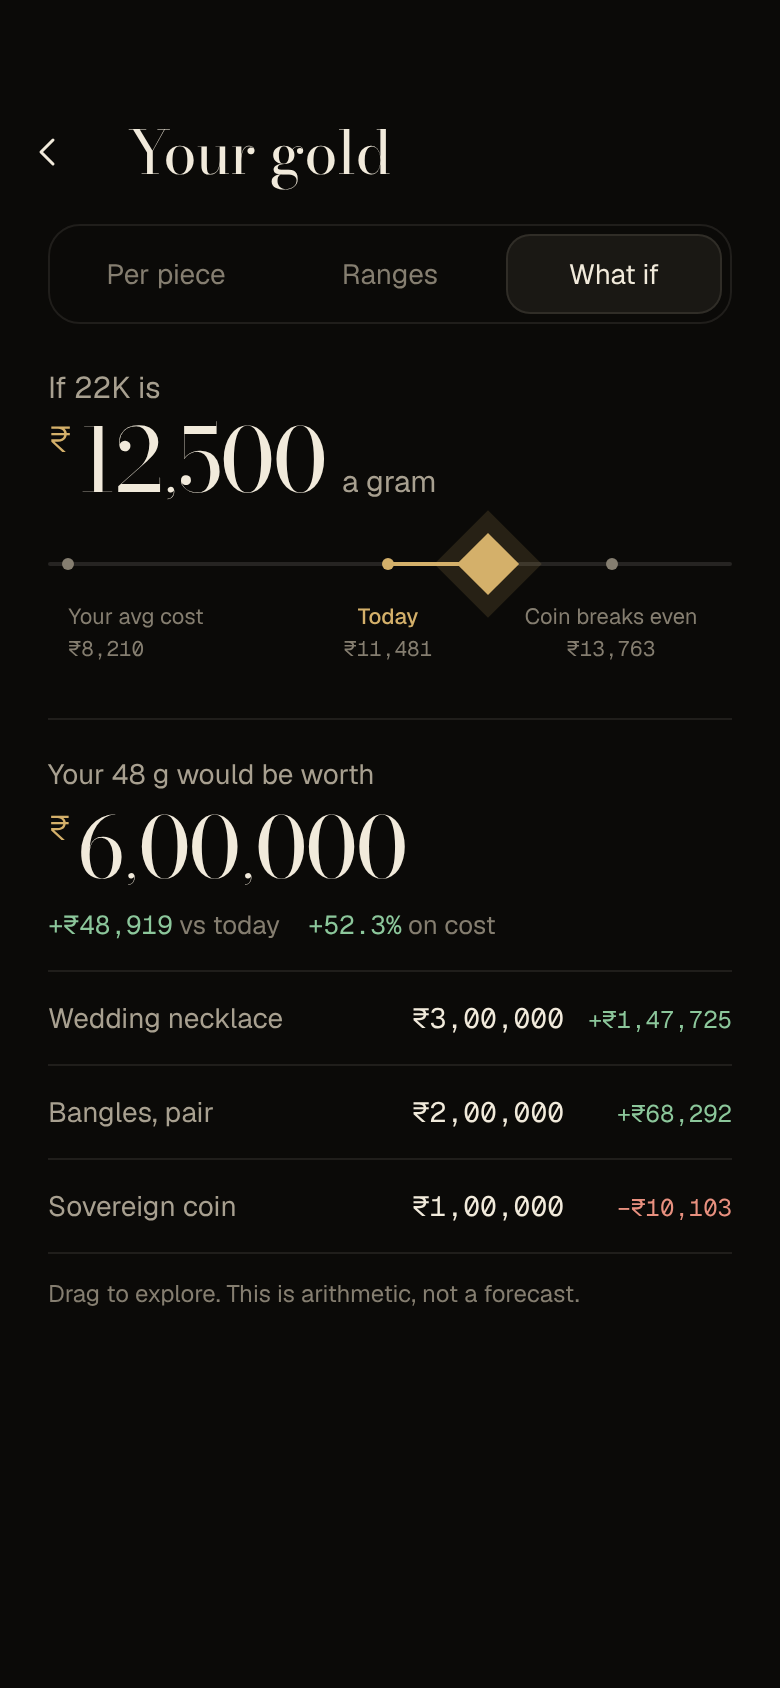 Your gold
Per piece Ranges What if
If 22K is
₹12,500 a gram
Your avg cost Today Coin breaks even
₹8,210 ₹11,481 ₹13,763
Your 48 g would be worth
₹6,00,000
+₹48,919 vs today +52.3% on cost
Wedding necklace ₹3,00,000 +₹1,47,725
Bangles, pair ₹2,00,000 +₹68,292
Sovereign coin ₹1,00,000 −₹10,103
Drag to explore. This is arithmetic, not a forecast.